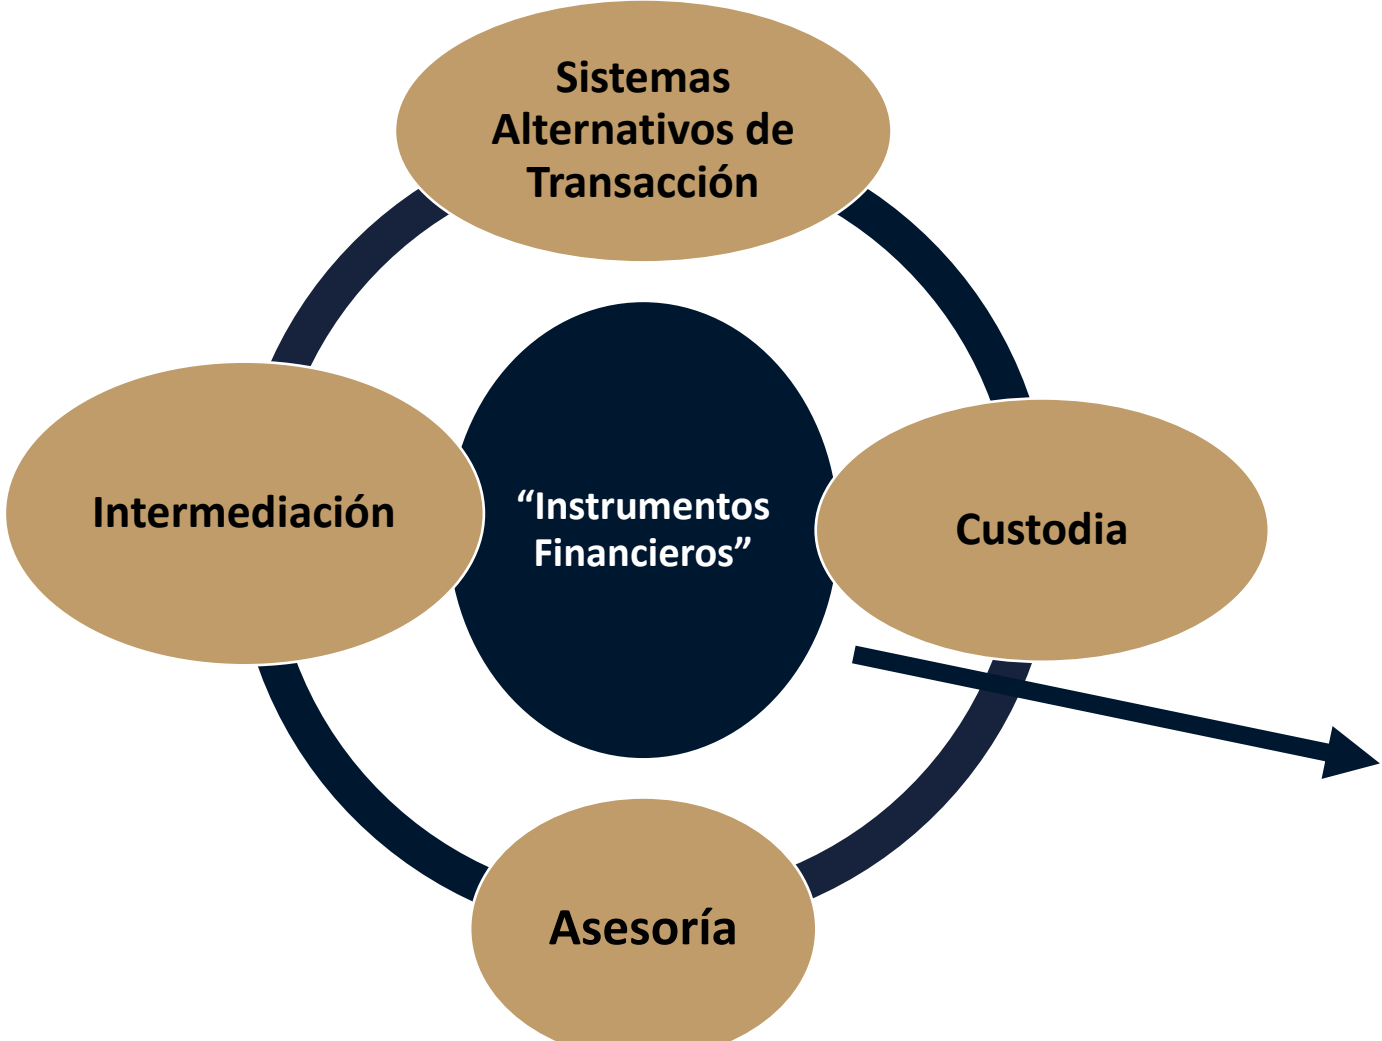 Sistemas
Alternativos de
Transacción
Intermediación
“Instrumentos
Financieros”
Custodia
Asesoría